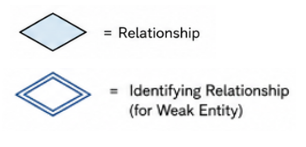 = Relationship
= Identifying Relationship
(for Weak Entity)